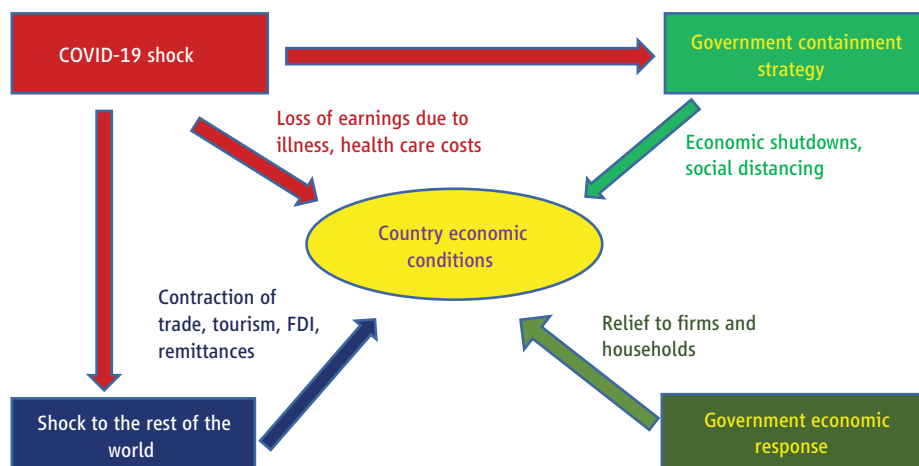 COVID-19 shock
Government containment
strategy
Loss of earnings due to
illness, health care costs
Economic shutdowns,
social distancing
Country economic
conditions
Contraction of
trade, tourism, FDI,
remittances
Relief to firms and
households
Shock to the rest of the
world
Government economic
response